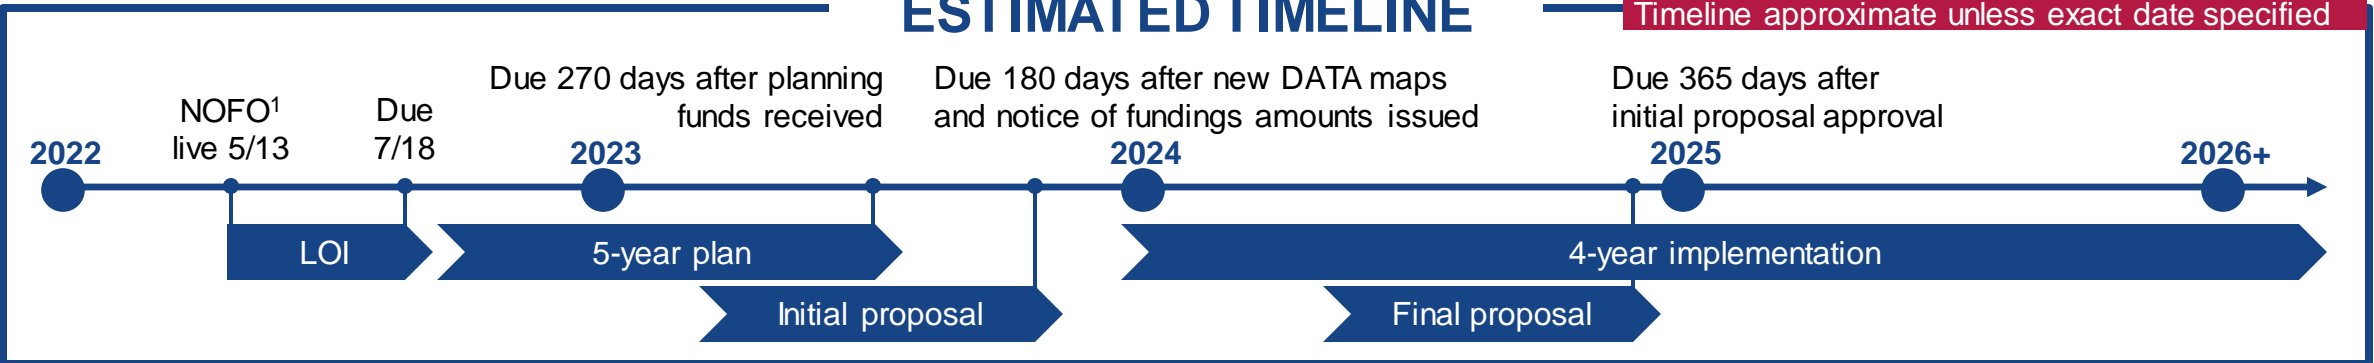 ESTIMATED TIMELINE
Timeline approximate unless exact date specified
NOFO¹
live 5/13
Due
7/18
Due 270 days after planning
funds received
Due 180 days after new DATA maps
and notice of fundings amounts issued
Due 365 days after
initial proposal approval
2022
2023
2024
2025
2026+
LOI
5-year plan
4-year implementation
Initial proposal
Final proposal